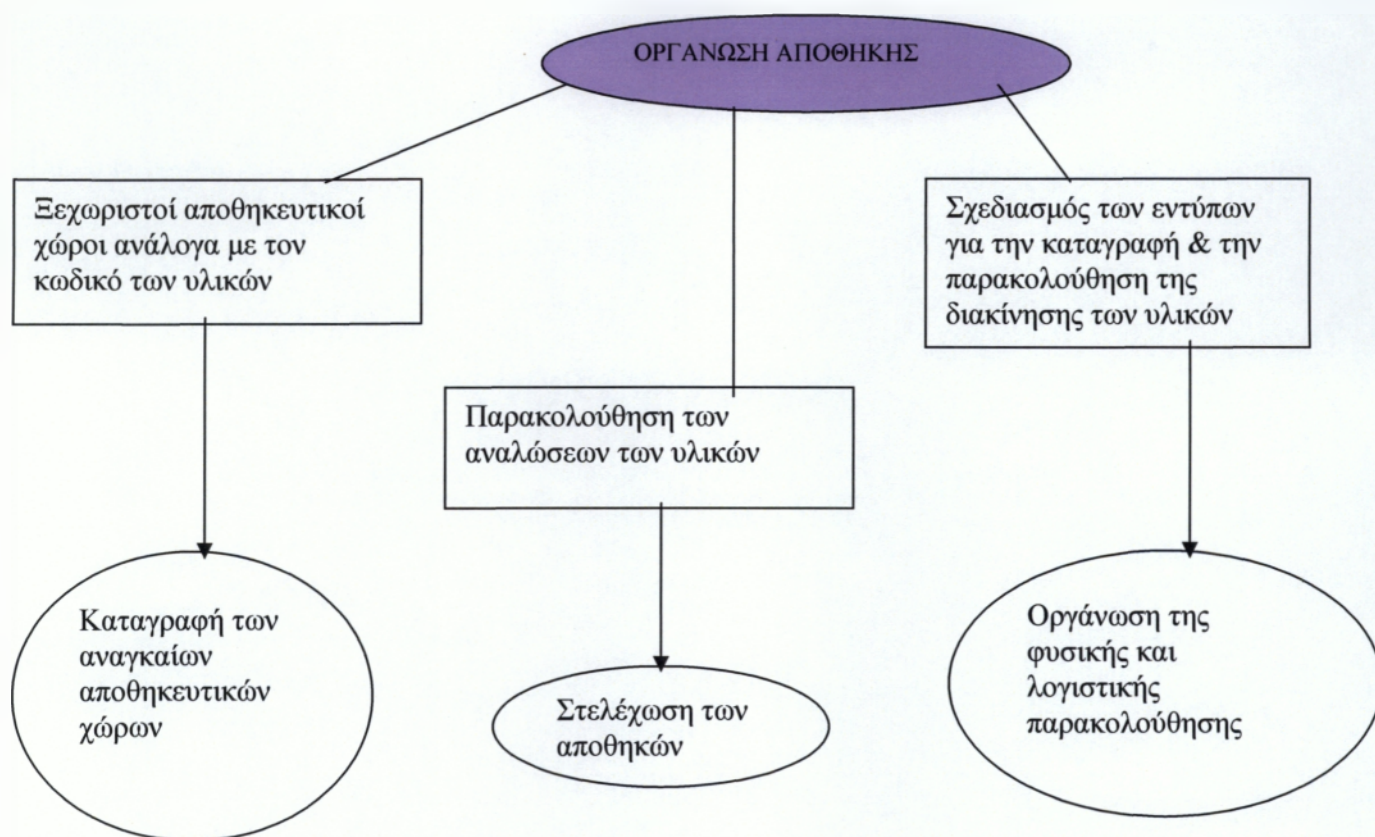 ΟΡΓΑΝΩΣΗ ΑΠΟΘΗΚΗΣ
Ξεχωριστοί αποθηκευτικοί
χώροι ανάλογα με τον
κωδικό των υλικών
Σχεδιασμός των εντύπων
για την καταγραφή & την
παρακολούθηση της
διακίνησης των υλικών
Παρακολούθηση των
αναλώσεων των υλικών
Καταγραφή των
αναγκαίων
αποθηκευτικών
χώρων
Στελέχωση των
αποθηκών
Οργάνωση της
φυσικής και
λογιστικής
παρακολούθησης